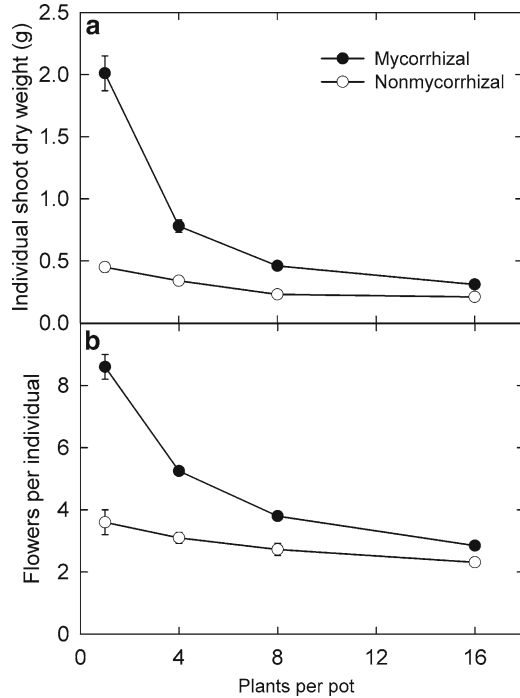 a
Mycorrhizal
Nonmycorrhizal
Individual shoot dry weight (g)
2.5
2.0
1.5
1.0
0.5
0.0
b
Flowers per individual
8
6
4
2
0
0 4 8 12 16
Plants per pot